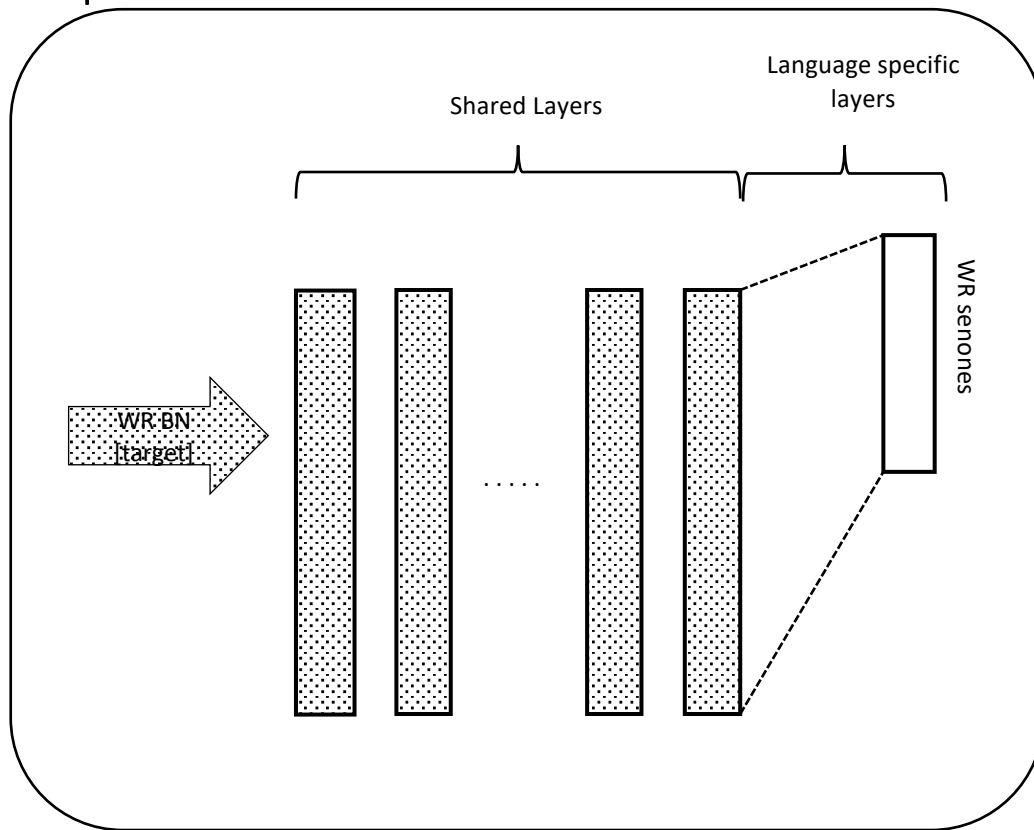 Language specific
layers
Shared Layers
WR senones
WR BN
[target]
. . . . .